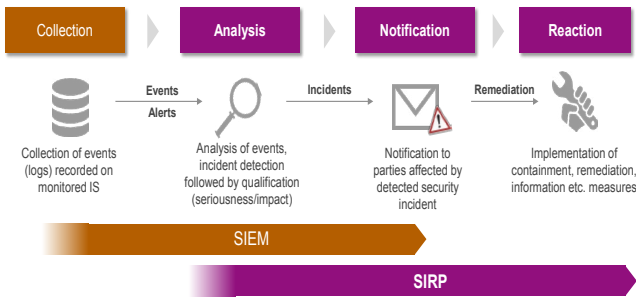 Collection
Analysis
Notification
Reaction
Events
Alerts
Incidents
Remediation
Collection of events
(logs) recorded on
monitored IS
Analysis of events,
incident detection
followed by qualification
(seriousness/impact)
Notification to
parties affected by
detected security
incident
Implementation of
containment, remediation,
information etc. measures
SIEM
SIRP